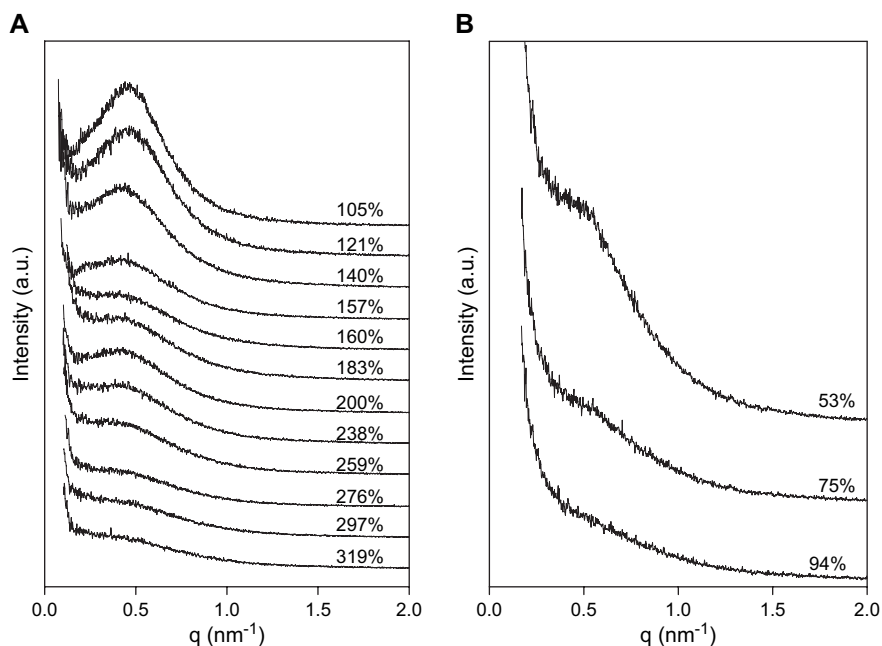 A
Intensity (a.u.)
105%
121%
140%
157%
160%
183%
200%
238%
259%
276%
297%
319%
0.0 0.5 1.0 1.5 2.0
q (nm⁻¹)
B
Intensity (a.u.)
53%
75%
94%
0.0 0.5 1.0 1.5 2.0
q (nm⁻¹)